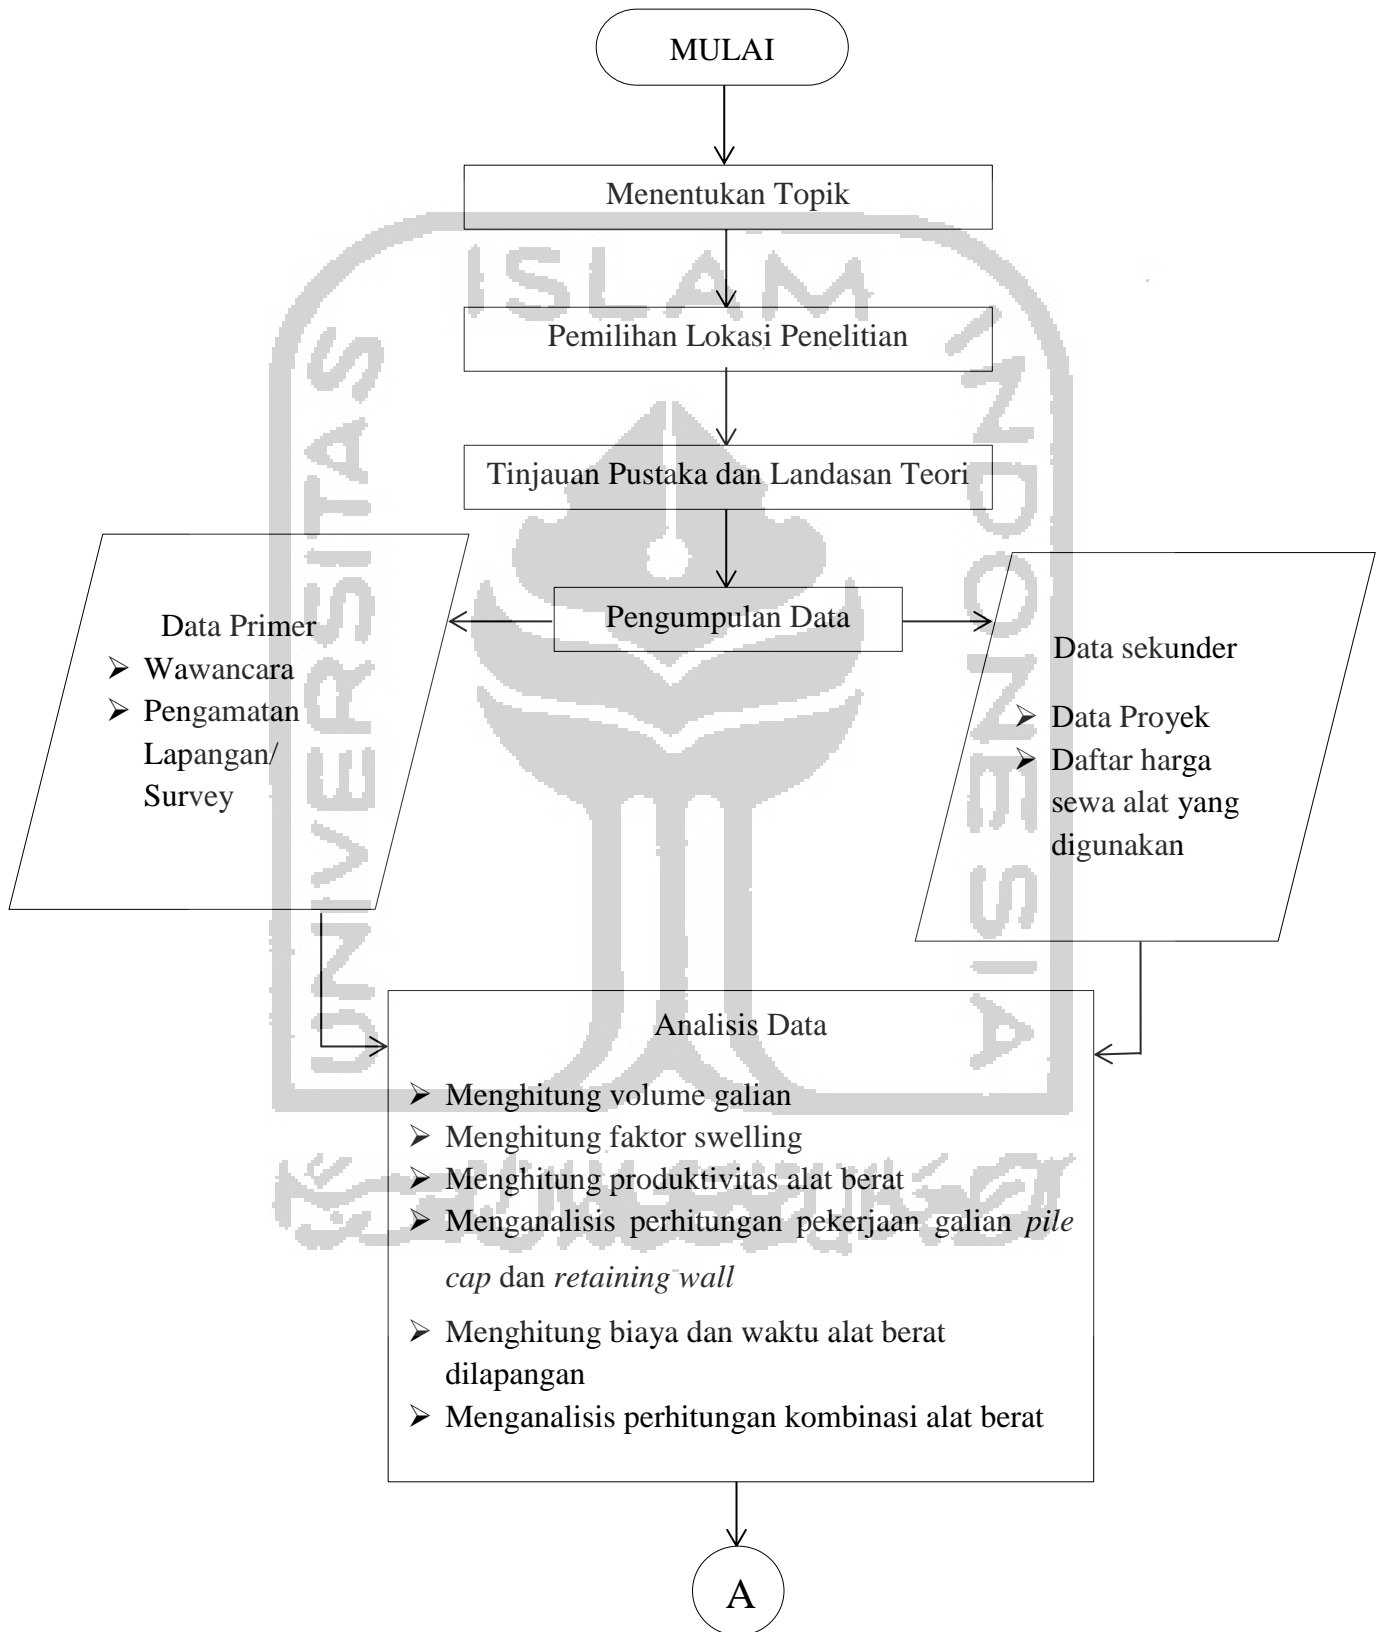 MULAI
Menentukan Topik
Pemilihan Lokasi Penelitian
Tinjauan Pustaka dan Landasan Teori
Pengumpulan Data
Data Primer
➢ Wawancara
➢ Pengamatan
Lapangan/
Survey
Data sekunder
➢ Data Proyek
➢ Daftar harga
sewa alat yang
digunakan
Analisis Data
➢ Menghitung volume galian
➢ Menghitung faktor swelling
➢ Menghitung produktivitas alat berat
➢ Menganalisis perhitungan pekerjaan galian pile
cap dan retaining wall
➢ Menghitung biaya dan waktu alat berat
dilapangan
➢ Menganalisis perhitungan kombinasi alat berat
A
UNIVERSITAS
ISLAM
INDONESIA